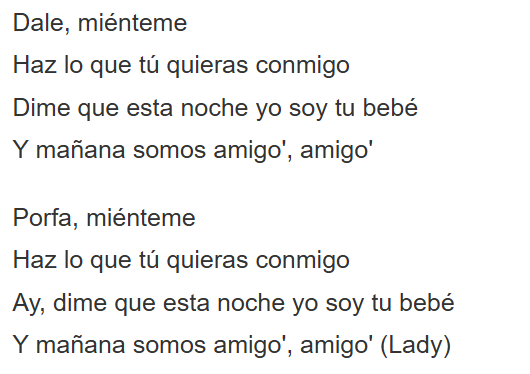 Dale, miénteme
Haz lo que tú quieras conmigo
Dime que esta noche yo soy tu bebé
Y mañana somos amigo', amigo'
Porfa, miénteme
Haz lo que tú quieras conmigo
Ay, dime que esta noche yo soy tu bebé
Y mañana somos amigo', amigo' (Lady)